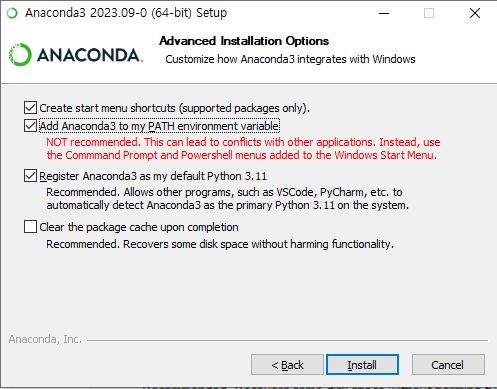 Anaconda3 2023.09-0 (64-bit) Setup
ANACONDA.
Advanced Installation Options
Customize how Anaconda3 integrates with Windows
Create start menu shortcuts (supported packages only).
Add Anaconda3 to my PATH environment variable
NOT recommended. This can lead to conflicts with other applications. Instead, use
the Commmand Prompt and Powershell menus added to the Windows Start Menu.
Register Anaconda3 as my default Python 3.11
Recommended. Allows other programs, such as VSCode, PyCharm, etc. to
automatically detect Anaconda3 as the primary Python 3.11 on the system.
Clear the package cache upon completion
Recommended. Recovers some disk space without harming functionality.
Anaconda, Inc.
< Back
Install
Cancel